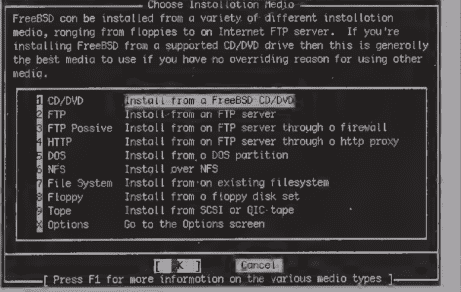 Choose Installation Media
FreeBSD can be installed from a variety of different installation
media, ranging from floppies to an Internet FTP server. If you're
installing FreeBSD from a supported CD/DVD drive then this is generally
the best media to use if you have no overriding reason for using other
media.
1 CD/DVD Install from a FreeBSD CD/DVD
2 FTP Install from an FTP server
3 FTP Passive Install from an FTP server through a firewall
4 HTTP Install from an FTP server through a http proxy
5 DOS Install from a DOS partition
6 NFS Install over NFS
7 File System Install from an existing filesystem
8 Floppy Install from a floppy disk set
9 Tape Install from SCSI or QIC tape
X Options Go to the Options screen
[ K ] Cancel
[ Press F1 for more information on the various media types ]